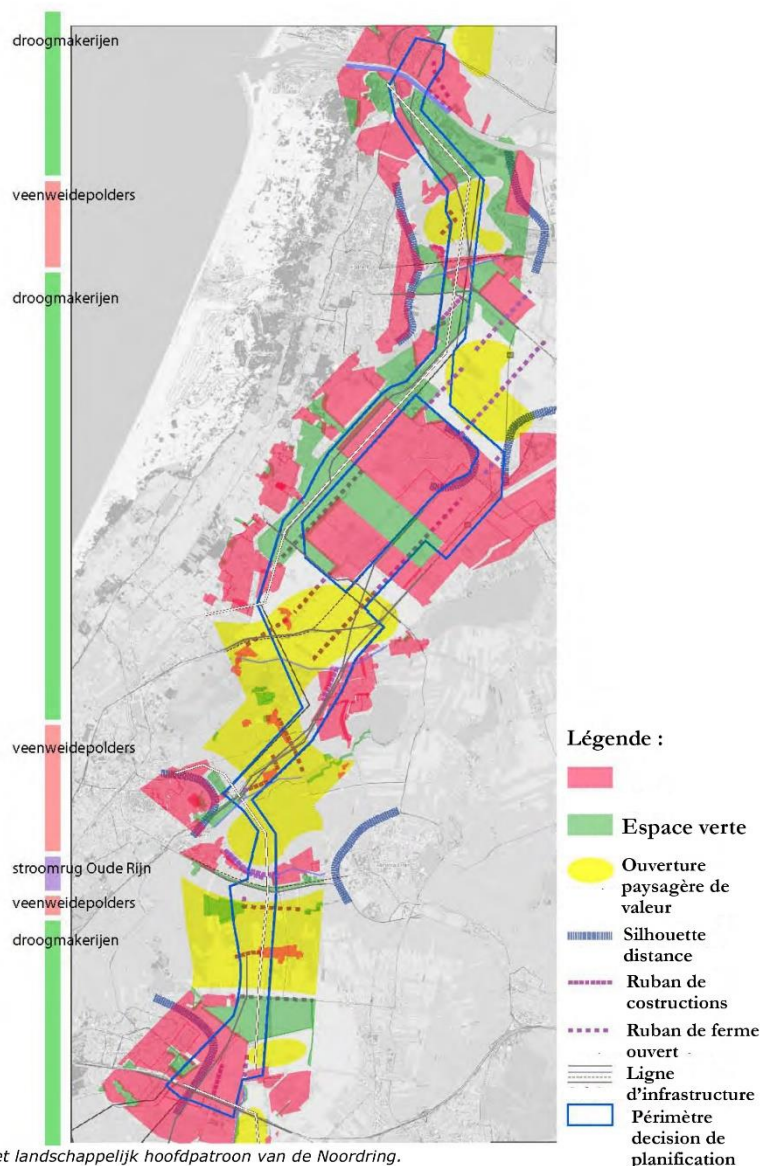 droogmakerijen
veenweidepolders
droogmakerijen
veenweidepolders
stroomrug Oude Rijn
veenweidepolders
droogmakerijen
Légende :
Espace verte
Ouverture
paysagère de
valeur
Silhouette
distance
Ruban de
costructions
Ruban de ferme
ouvert
Ligne
d'infrastructure
Périmètre
decision de
planification
et landschappelijk hoofdpatroon van de Noordring.